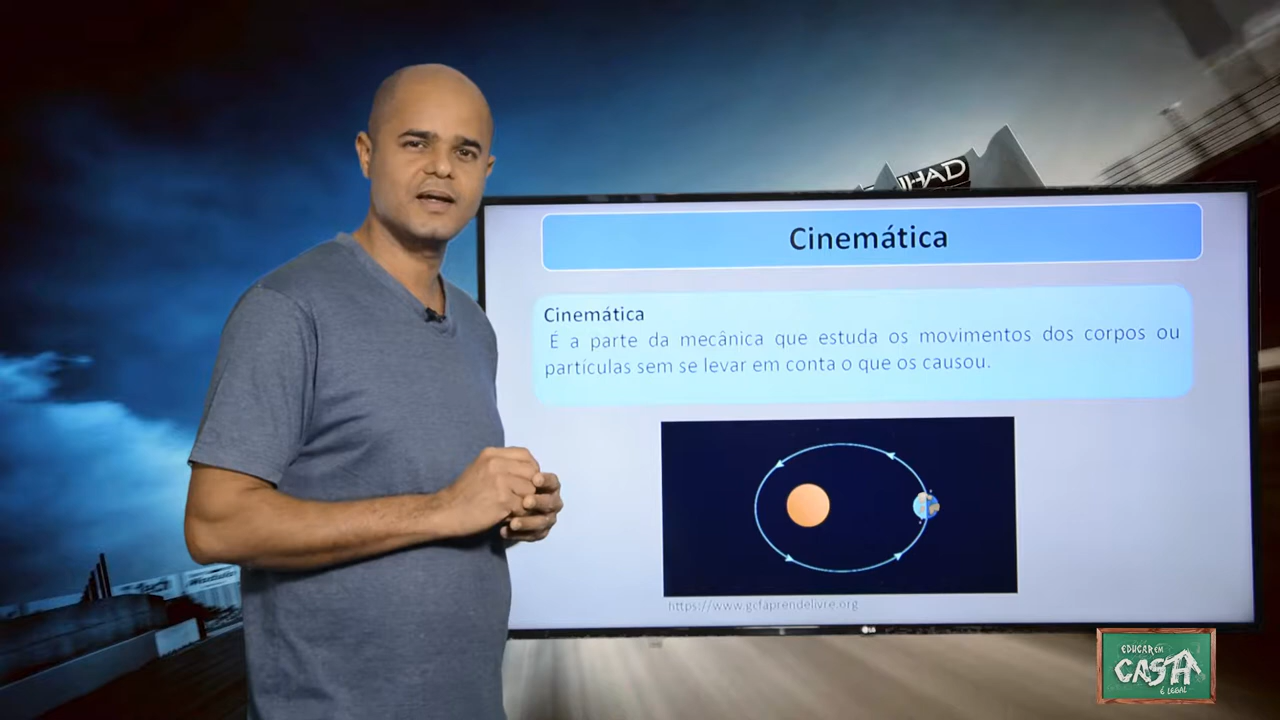 IHAD
Cinemática
Cinemática
É a parte da mecânica que estuda os movimentos dos corpos ou
partículas sem se levar em conta o que os causou.
https://www.gcfaprendelivre.org
LG
EDUCAR EM
CASA
É LEGAL